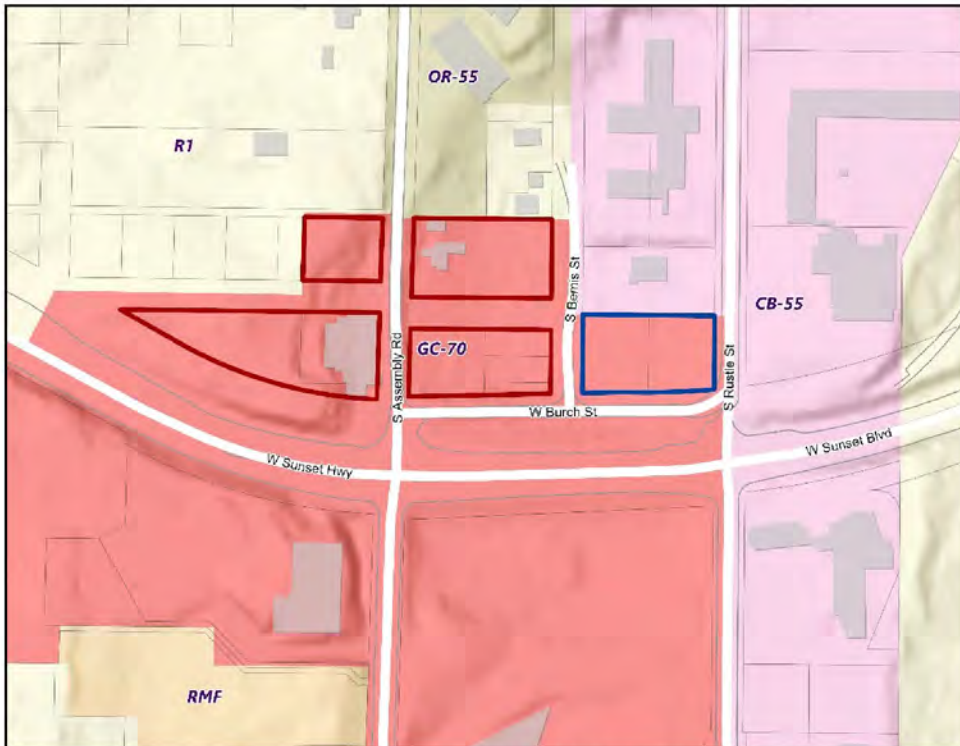 OR-55
R1
S Bemis St
CB-55
GC-70
S Assembly Rd
S Rustle St
W Burch St
W Sunset Hwy
W Sunset Blvd
RMF